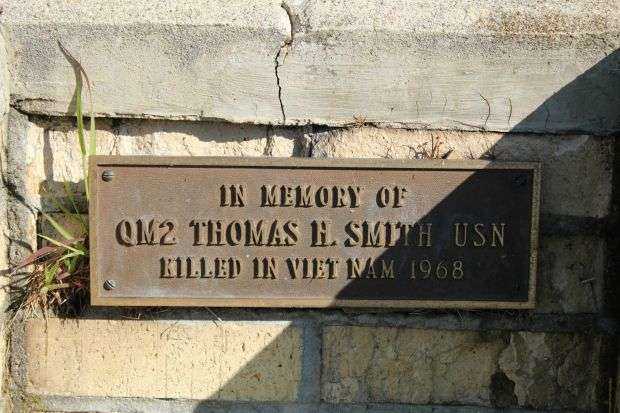 IN MEMORY OF
QM2 THOMAS H. SMITH USN
KILLED IN VIET NAM 1968